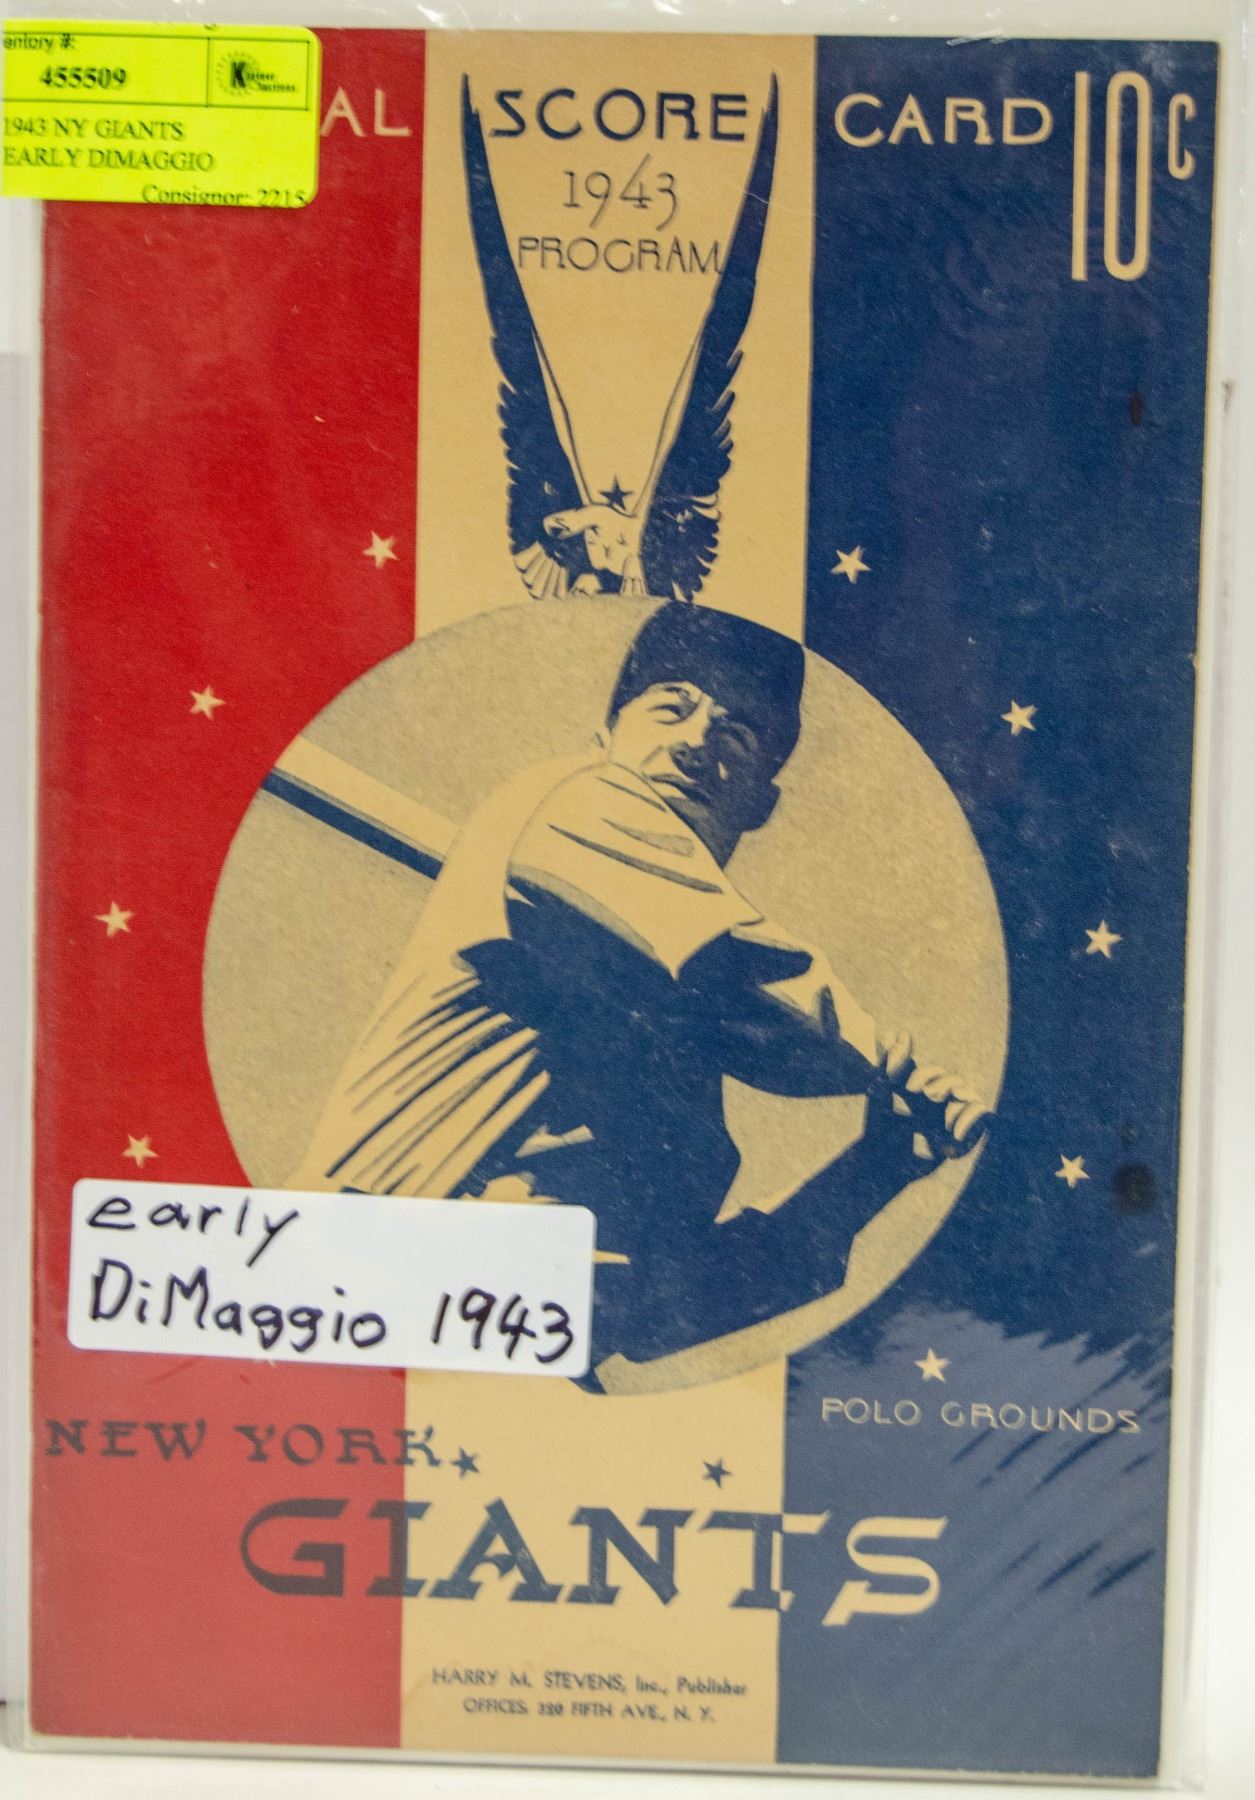 entory #:
455509
Auctions
1943 NY GIANTS
EARLY DIMAGGIO
Consignor: 2215
AL SCORE CARD 10c
1943
PROGRAM
early
DiMaggio 1943
POLO GROUNDS
NEW YORK
GIANTS
HARRY M. STEVENS, Inc., Publisher
OFFICES: 320 FIFTH AVE., N. Y.